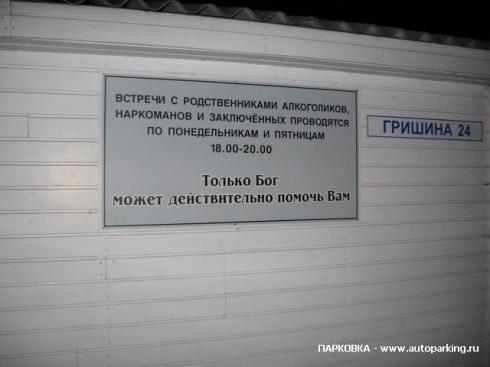 ВСТРЕЧИ С РОДСТВЕННИКАМИ АЛКОГОЛИКОВ,
НАРКОМАНОВ И ЗАКЛЮЧЁННЫХ ПРОВОДЯТСЯ
ПО ПОНЕДЕЛЬНИКАМ И ПЯТНИЦАМ
18.00-20.00
Только Бог
может действительно помочь Вам
ГРИШИНА 24
ПАРКОВКА - www.autoparking.ru